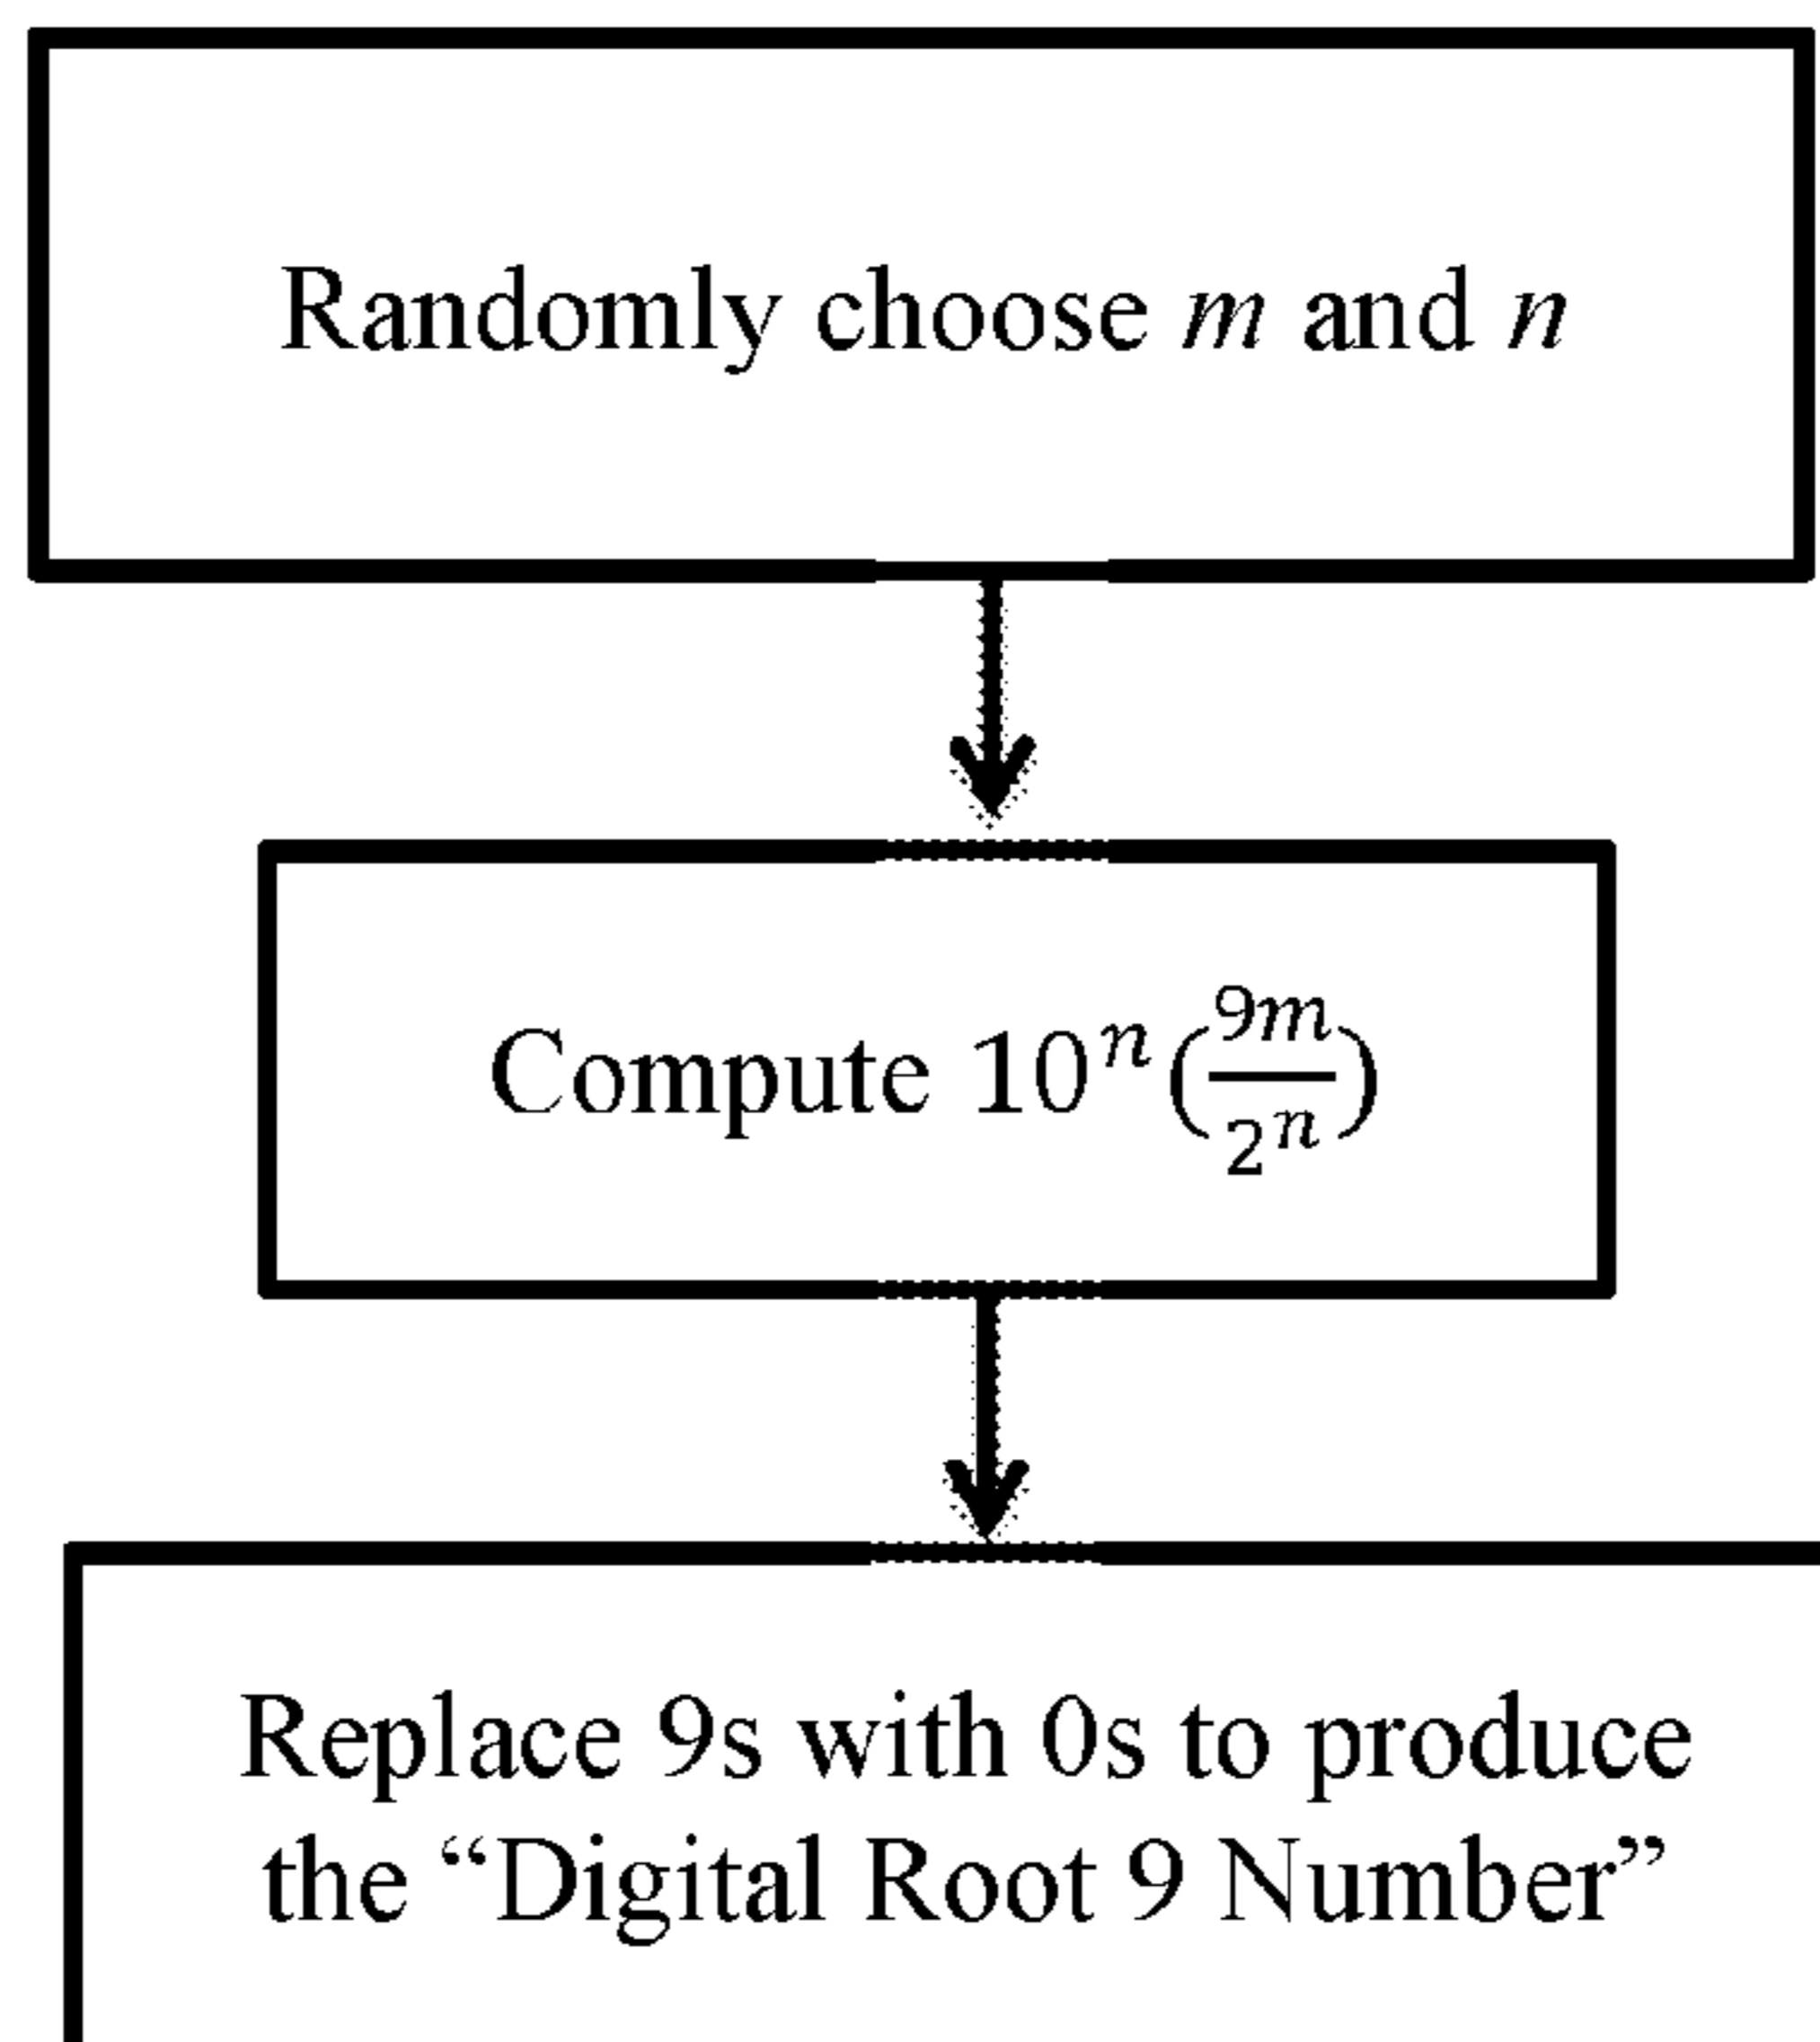 Randomly choose m and n
Compute 10^n(9m/2^n)
Replace 9s with 0s to produce
the “Digital Root 9 Number”